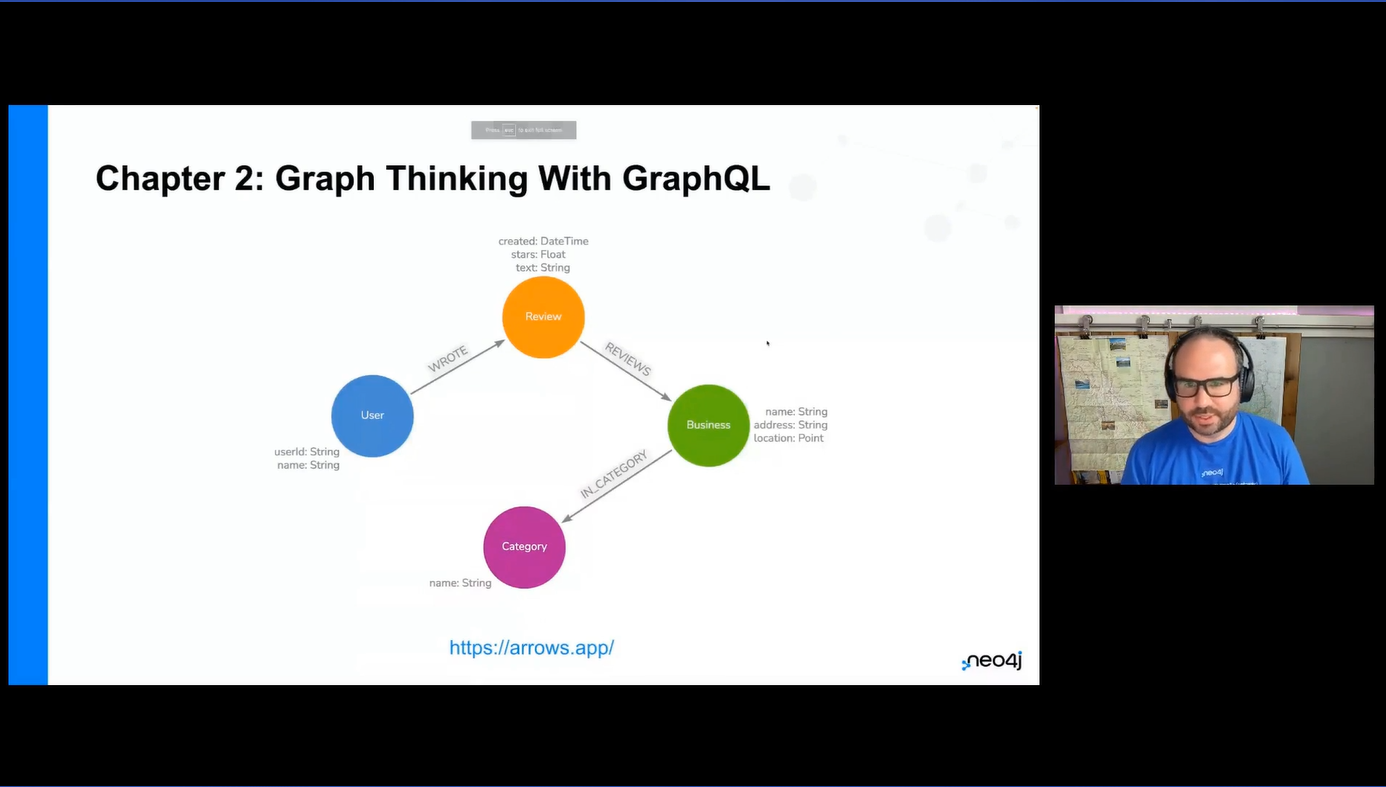 Press esc to exit full screen
Chapter 2: Graph Thinking With GraphQL
created: DateTime
stars: Float
text: String
Review
WROTE
REVIEWS
User
userId: String
name: String
Business
name: String
address: String
location: Point
IN_CATEGORY
Category
name: String
https://arrows.app/
neo4j
neo4j